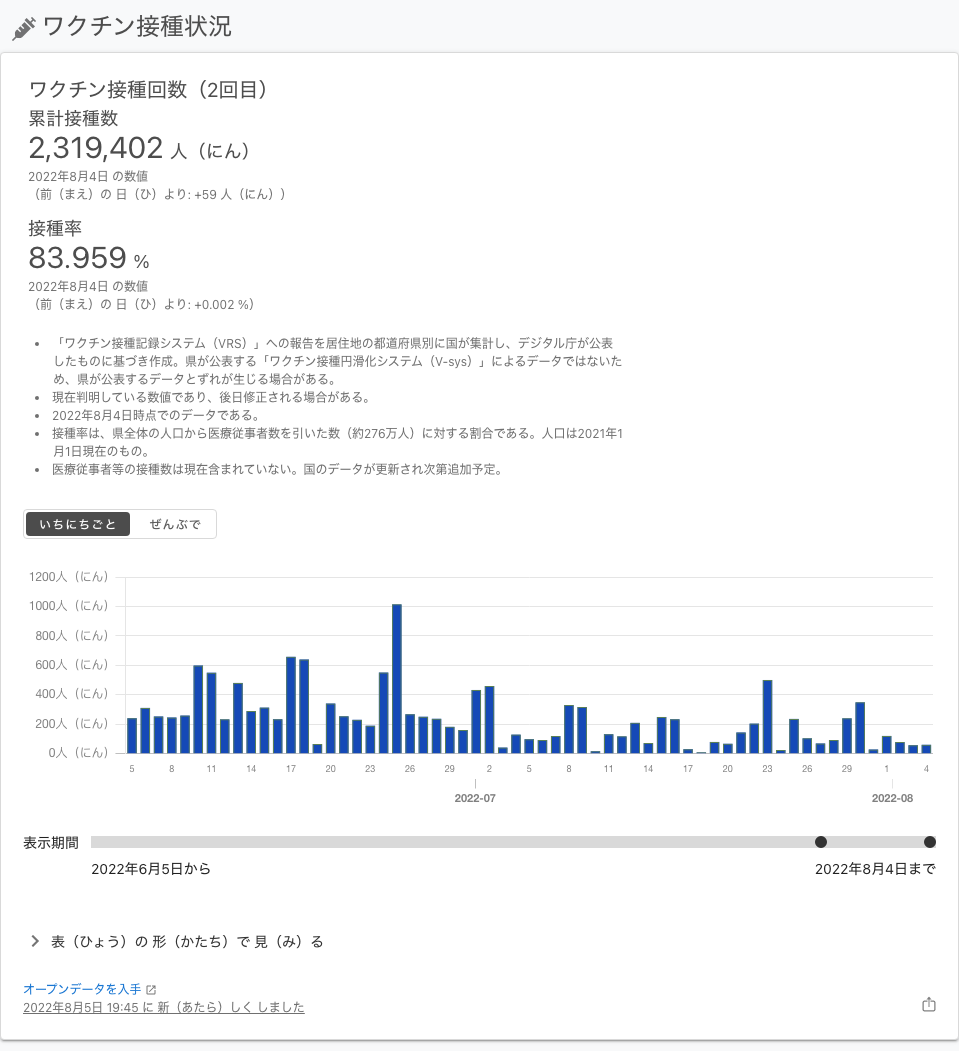 ワクチン接種状況
ワクチン接種回数（2回目）
累計接種数
2,319,402 人（にん）
2022年8月4日 の数値
（前（まえ）の 日（ひ）より: +59 人（にん））
接種率
83.959 %
2022年8月4日 の数値
（前（まえ）の 日（ひ）より: +0.002 %）
• 「ワクチン接種記録システム（VRS）」への報告を居住地の都道府県別に国が集計し、デジタル庁が公表
したものに基づき作成。県が公表する「ワクチン接種円滑化システム（V-sys）」によるデータではないた
め、県が公表するデータとずれが生じる場合がある。
• 現在判明している数値であり、後日修正される場合がある。
• 2022年8月4日時点でのデータである。
• 接種率は、県全体の人口から医療従事者数を引いた数（約276万人）に対する割合である。人口は2021年1
月1日現在のもの。
• 医療従事者等の接種数は現在含まれていない。国のデータが更新され次第追加予定。
いちにちごと ぜんぶで
1200人（にん）
1000人（にん）
800人（にん）
600人（にん）
400人（にん）
200人（にん）
0人（にん）
5 8 11 14 17 20 23 26 29 2 5 8 11 14 17 20 23 26 29 1 4
2022-07 2022-08
表示期間
2022年6月5日から 2022年8月4日まで
表（ひょう）の 形（かたち）で 見（み）る
オープンデータを入手
2022年8月5日 19:45 に 新（あたら）しく しました